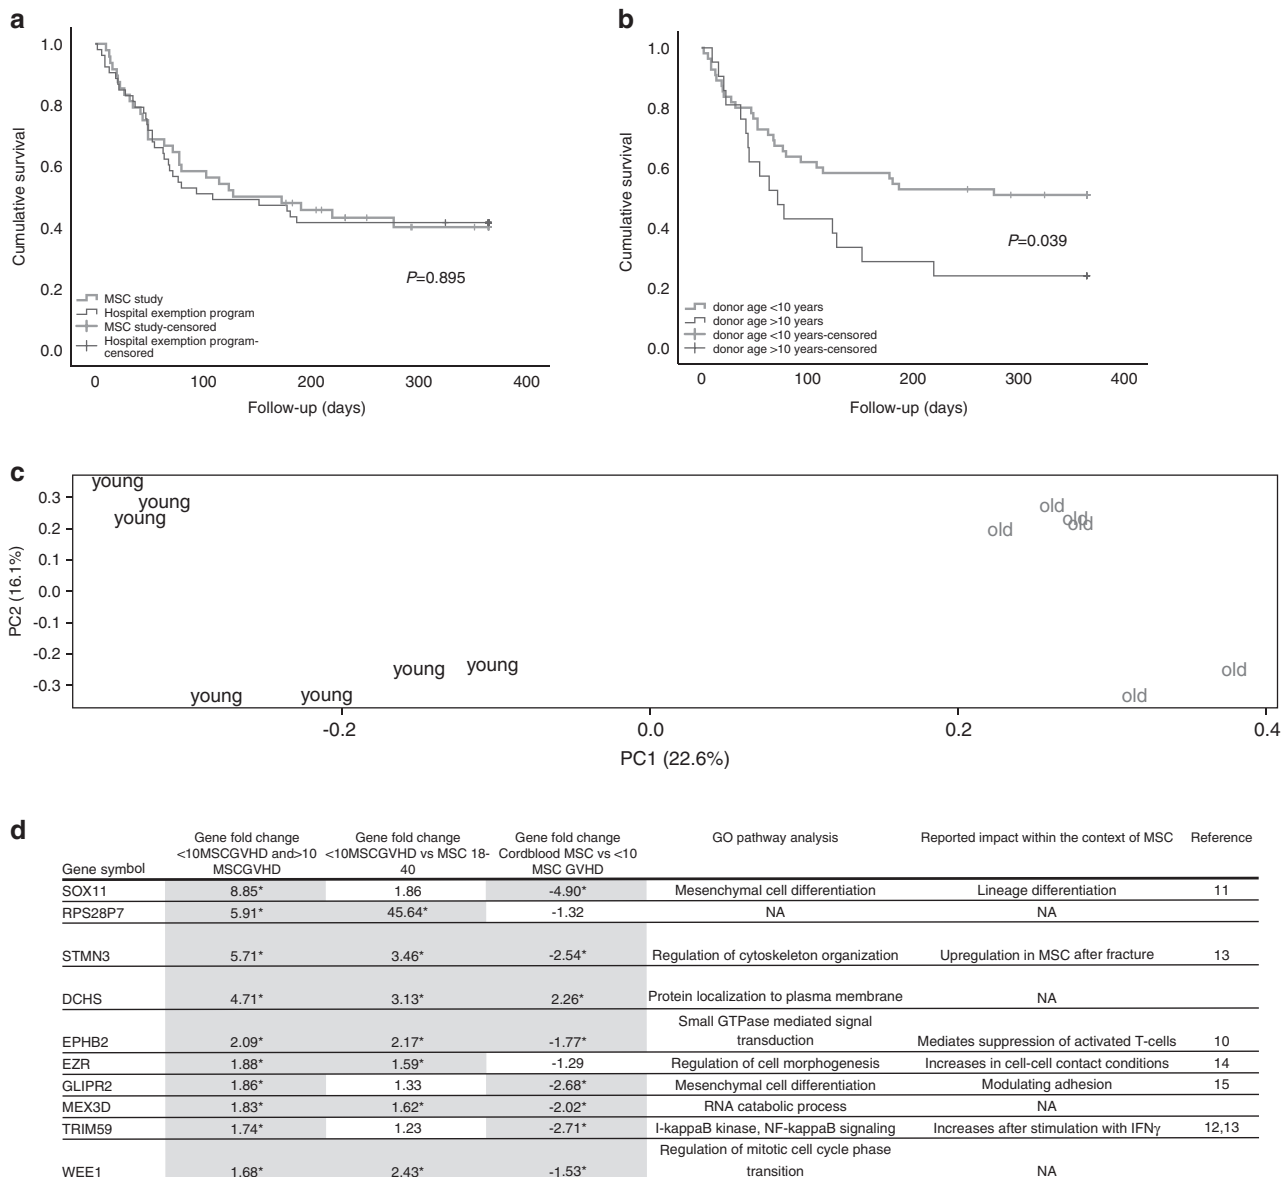 a
1.0
0.8
0.6
0.4
0.2
0.0
Cumulative survival
P=0.895
MSC study
Hospital exemption program
MSC study-censored
Hospital exemption program-
censored
0 100 200 300 400
Follow-up (days)
b
1.0
0.8
0.6
0.4
0.2
0.0
Cumulative survival
P=0.039
donor age <10 years
donor age >10 years
donor age <10 years-censored
donor age >10 years-censored
0 100 200 300 400
Follow-up (days)
c
0.3
0.2
0.1
0.0
-0.1
-0.2
-0.3
PC2 (16.1%)
young
young
young
young
young
young
young
old
old
old
old
old
old
-0.2 0.0 0.2 0.4
PC1 (22.6%)
d
Gene symbol
Gene fold change
<10MSCGVHD and>10
MSCGVHD
Gene fold change
<10MSCGVHD vs MSC 18-
40
Gene fold change
Cordblood MSC vs <10
MSC GVHD
GO pathway analysis
Reported impact within the context of MSC
Reference
SOX11 8.85* 1.86 -4.90* Mesenchymal cell differentiation Lineage differentiation 11
RPS28P7 5.91* 45.64* -1.32 NA NA
STMN3 5.71* 3.46* -2.54* Regulation of cytoskeleton organization Upregulation in MSC after fracture 13
DCHS 4.71* 3.13* 2.26* Protein localization to plasma membrane NA
Small GTPase mediated signal
EPHB2 2.09* 2.17* -1.77* transduction Mediates suppression of activated T-cells 10
EZR 1.88* 1.59* -1.29 Regulation of cell morphogenesis Increases in cell-cell contact conditions 14
GLIPR2 1.86* 1.33 -2.68* Mesenchymal cell differentiation Modulating adhesion 15
MEX3D 1.83* 1.62* -2.02* RNA catabolic process NA
TRIM59 1.74* 1.23 -2.71* I-kappaB kinase, NF-kappaB signaling Increases after stimulation with IFNγ 12,13
Regulation of mitotic cell cycle phase
WEE1 1.68* 2.43* -1.53* transition NA